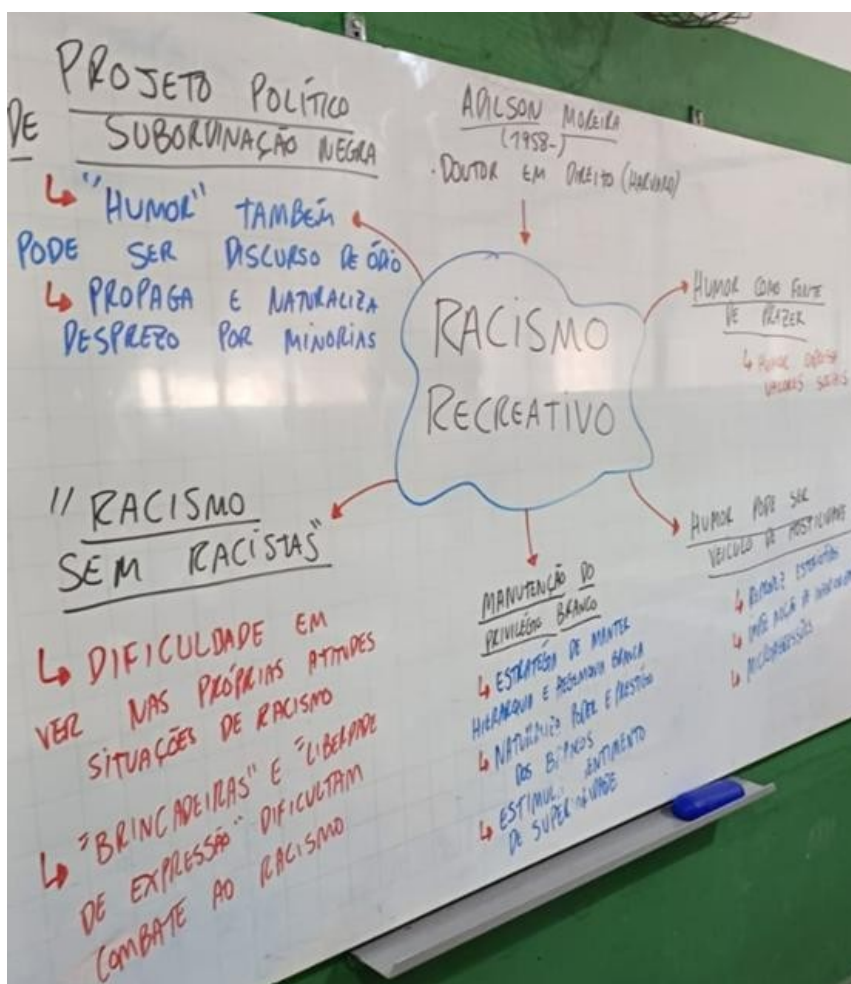 PROJETO POLÍTICO
DE SUBORDINAÇÃO NEGRA
↳ "HUMOR" TAMBÉM
PODE SER DISCURSO DE ÓDIO
↳ PROPAGA E NATURALIZA
DESPREZO POR MINORIAS
ADILSON MOREIRA
(1958-)
· DOUTOR EM DIREITO (HARVARD)
RACISMO
RECREATIVO
HUMOR COMO FONTE
DE PRAZER
↳ HUMOR
VALORES SOCIAIS
HUMOR PODE SER
VEÍCULO DE HOSTILIDADE
↳
↳
↳ MICROAGRESSÕES
MANUTENÇÃO DO
PRIVILÉGIO BRANCO
↳ ESTRATÉGIA DE MANTER
HIERARQUIA E HEGEMONIA BRANCA
↳ NATURALIZA PODER E PRESTÍGIO
DOS BRANCOS
↳ ESTIMULA SENTIMENTO
DE SUPERIORIDADE
"RACISMO
SEM RACISTAS"
↳ DIFICULDADE EM
VER NAS PRÓPRIAS ATITUDES
SITUAÇÕES DE RACISMO
↳ "BRINCADEIRAS" E "LIBERDADE
DE EXPRESSÃO" DIFICULTAM
COMBATE AO RACISMO